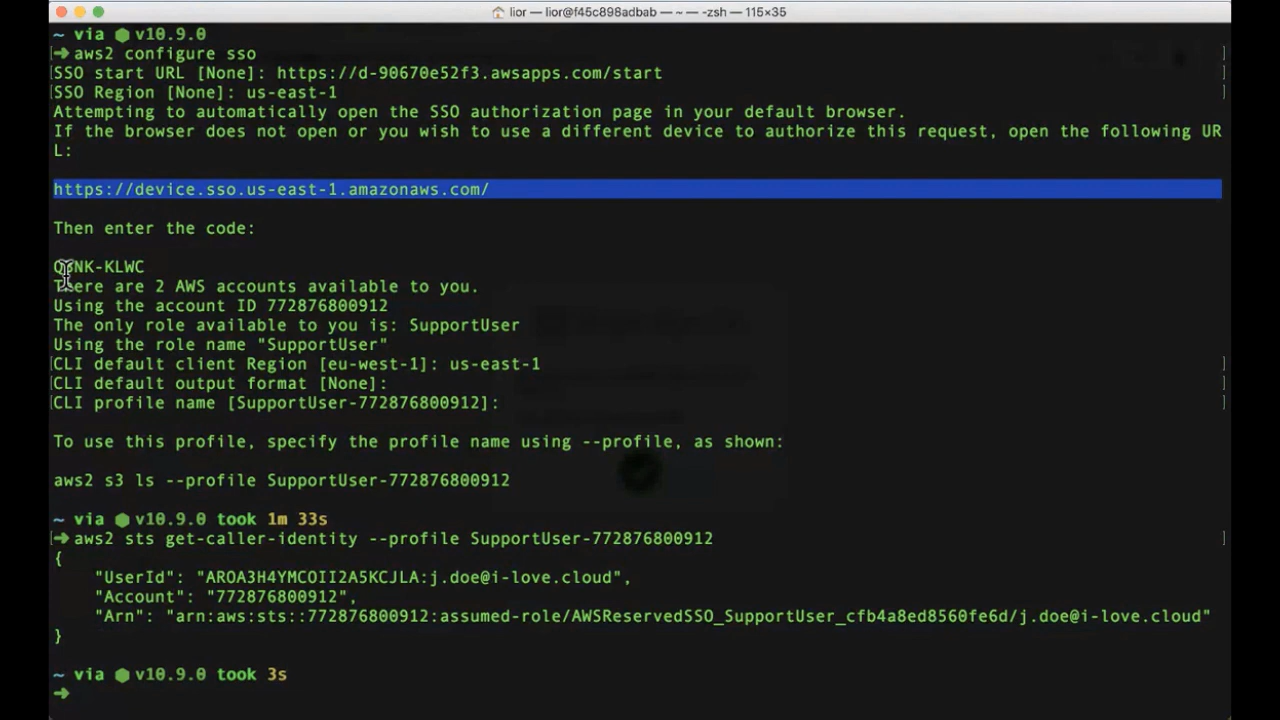 lior — lior@f45c898adbab — ~ — -zsh — 115×35
~ via ⬢ v10.9.0
➜ aws2 configure sso
SSO start URL [None]: https://d-90670e52f3.awsapps.com/start
SSO Region [None]: us-east-1
Attempting to automatically open the SSO authorization page in your default browser.
If the browser does not open or you wish to use a different device to authorize this request, open the following UR
L:
https://device.sso.us-east-1.amazonaws.com/
Then enter the code:
There are 2 AWS accounts available to you.
Using the account ID 772876800912
The only role available to you is: SupportUser
Using the role name "SupportUser"
CLI default client Region [eu-west-1]: us-east-1
CLI default output format [None]:
CLI profile name [SupportUser-772876800912]:
To use this profile, specify the profile name using --profile, as shown:
aws2 s3 ls --profile SupportUser-772876800912
~ via ⬢ v10.9.0 took 1m 33s
➜ aws2 sts get-caller-identity --profile SupportUser-772876800912
{
"UserId": "AROA3H4YMCOII2A5KCJLA:j.doe@i-love.cloud",
"Account": "772876800912",
"Arn": "arn:aws:sts::772876800912:assumed-role/AWSReservedSSO_SupportUser_cfb4a8ed8560fe6d/j.doe@i-love.cloud"
}
~ via ⬢ v10.9.0 took 3s
➜